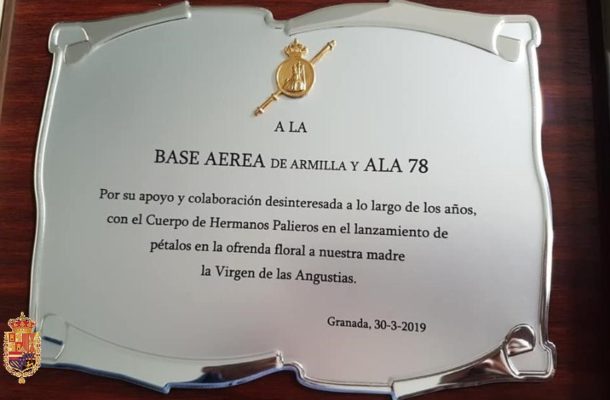 A LA
BASE AEREA DE ARMILLA Y ALA 78
Por su apoyo y colaboración desinteresada a lo largo de los años,
con el Cuerpo de Hermanos Palieros en el lanzamiento de
pétalos en la ofrenda floral a nuestra madre
la Virgen de las Angustias.
Granada, 30-3-2019